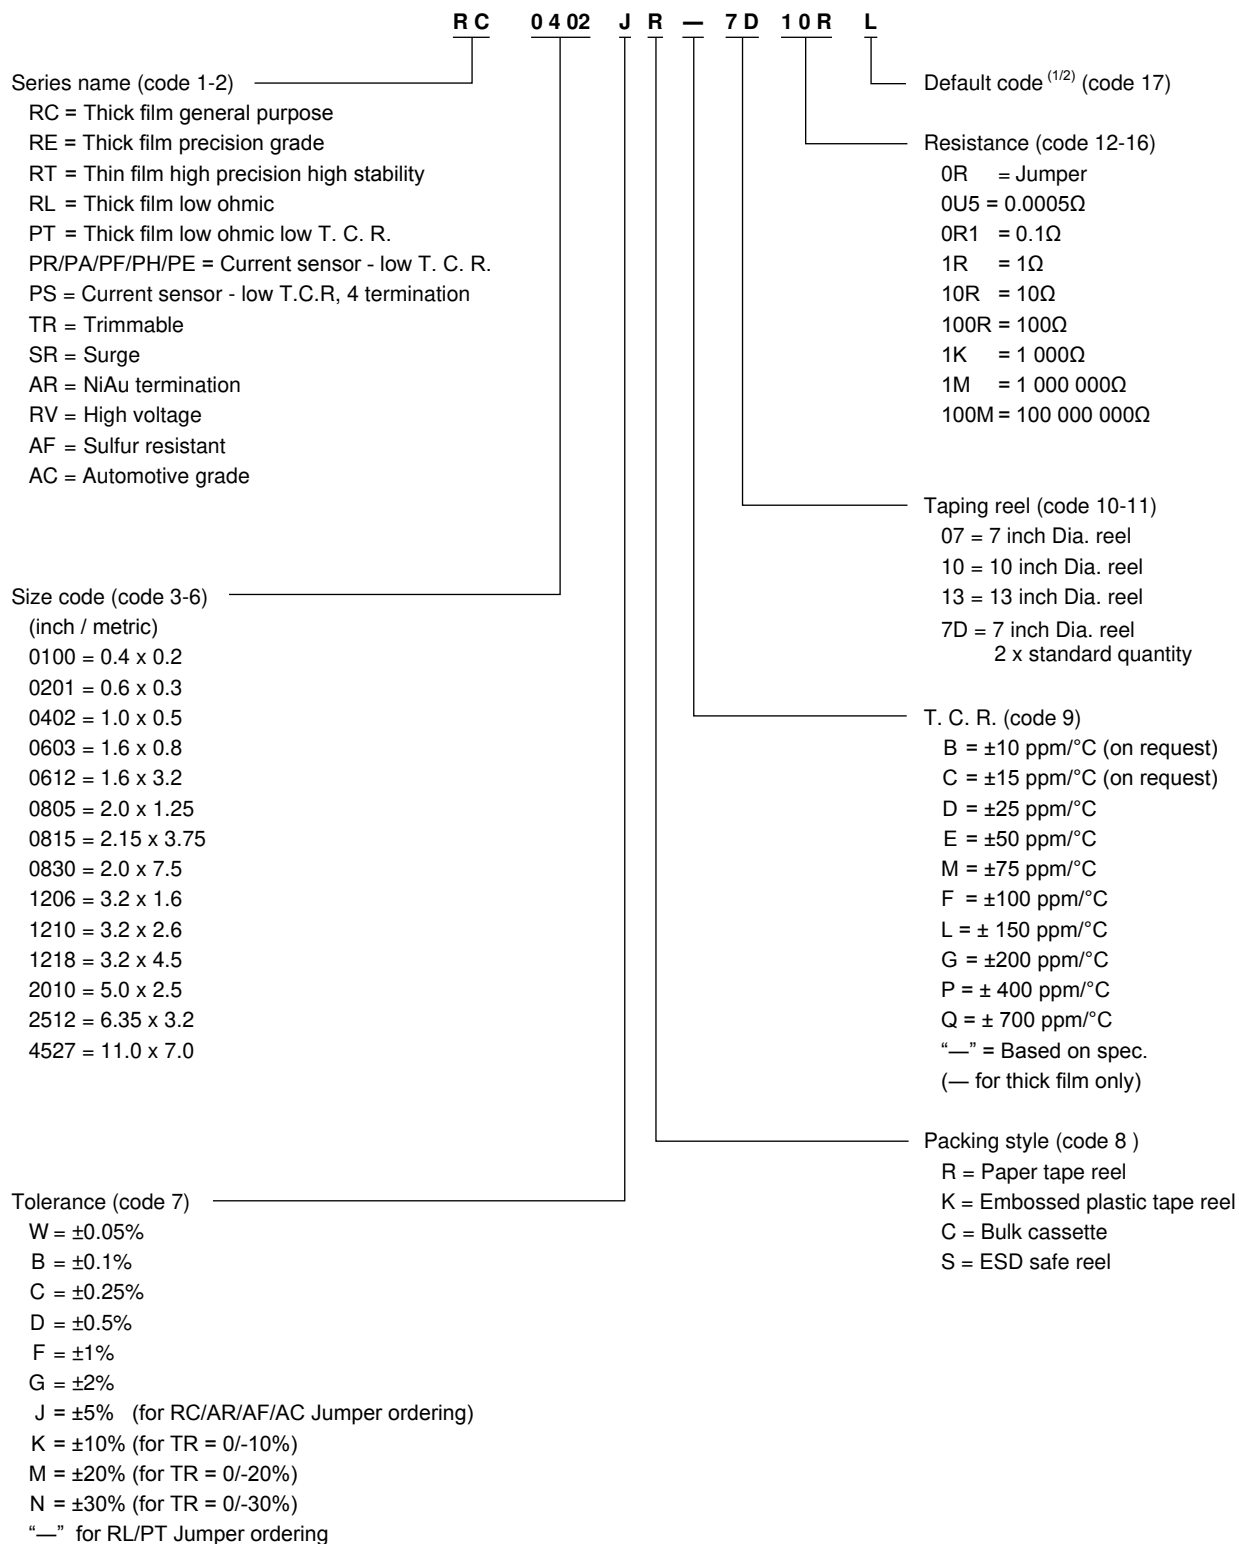 RC 0402 J R — 7D 10R L
Series name (code 1-2)
RC = Thick film general purpose
RE = Thick film precision grade
RT = Thin film high precision high stability
RL = Thick film low ohmic
PT = Thick film low ohmic low T. C. R.
PR/PA/PF/PH/PE = Current sensor - low T. C. R.
PS = Current sensor - low T.C.R, 4 termination
TR = Trimmable
SR = Surge
AR = NiAu termination
RV = High voltage
AF = Sulfur resistant
AC = Automotive grade
Size code (code 3-6)
(inch / metric)
0100 = 0.4 x 0.2
0201 = 0.6 x 0.3
0402 = 1.0 x 0.5
0603 = 1.6 x 0.8
0612 = 1.6 x 3.2
0805 = 2.0 x 1.25
0815 = 2.15 x 3.75
0830 = 2.0 x 7.5
1206 = 3.2 x 1.6
1210 = 3.2 x 2.6
1218 = 3.2 x 4.5
2010 = 5.0 x 2.5
2512 = 6.35 x 3.2
4527 = 11.0 x 7.0
Tolerance (code 7)
W = ±0.05%
B = ±0.1%
C = ±0.25%
D = ±0.5%
F = ±1%
G = ±2%
J = ±5% (for RC/AR/AF/AC Jumper ordering)
K = ±10% (for TR = 0/-10%)
M = ±20% (for TR = 0/-20%)
N = ±30% (for TR = 0/-30%)
“—” for RL/PT Jumper ordering
Default code (1/2) (code 17)
Resistance (code 12-16)
0R = Jumper
0U5 = 0.0005Ω
0R1 = 0.1Ω
1R = 1Ω
10R = 10Ω
100R = 100Ω
1K = 1 000Ω
1M = 1 000 000Ω
100M = 100 000 000Ω
Taping reel (code 10-11)
07 = 7 inch Dia. reel
10 = 10 inch Dia. reel
13 = 13 inch Dia. reel
7D = 7 inch Dia. reel
2 x standard quantity
T. C. R. (code 9)
B = ±10 ppm/°C (on request)
C = ±15 ppm/°C (on request)
D = ±25 ppm/°C
E = ±50 ppm/°C
M = ±75 ppm/°C
F = ±100 ppm/°C
L = ± 150 ppm/°C
G = ±200 ppm/°C
P = ± 400 ppm/°C
Q = ± 700 ppm/°C
“—” = Based on spec.
(— for thick film only)
Packing style (code 8 )
R = Paper tape reel
K = Embossed plastic tape reel
C = Bulk cassette
S = ESD safe reel